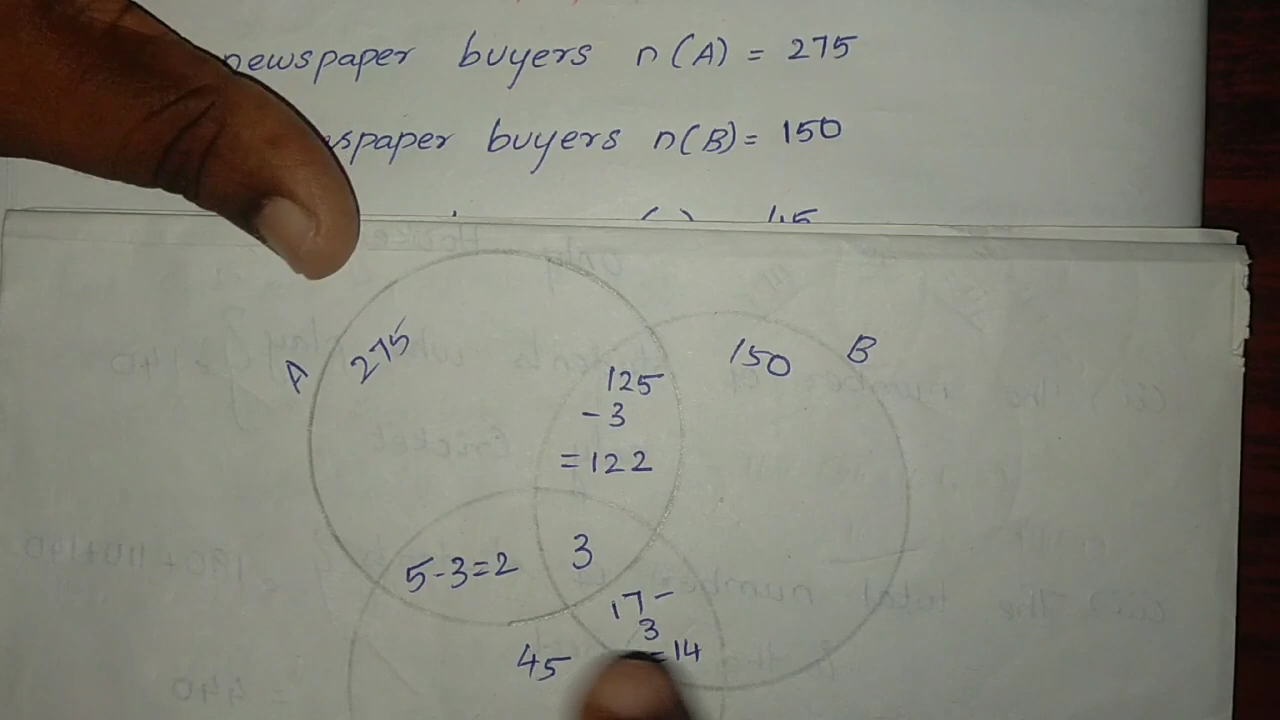 newspaper buyers n(A) = 275
spaper buyers n(B) = 150
( ) 45
A 275
150 B
125
- 3
= 122
5-3=2
3
17-
3
=14
45